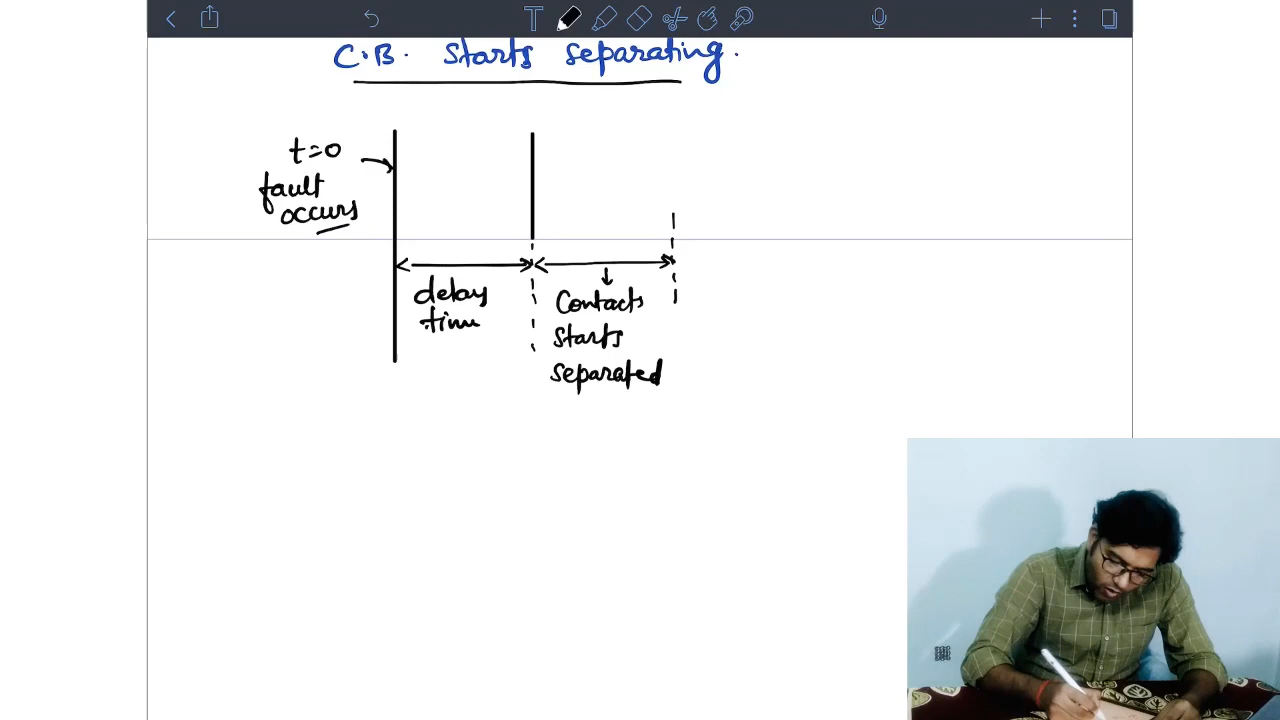 C.B. Starts separating.
t=0
fault
occurs
delay
time
Contacts
starts
separated